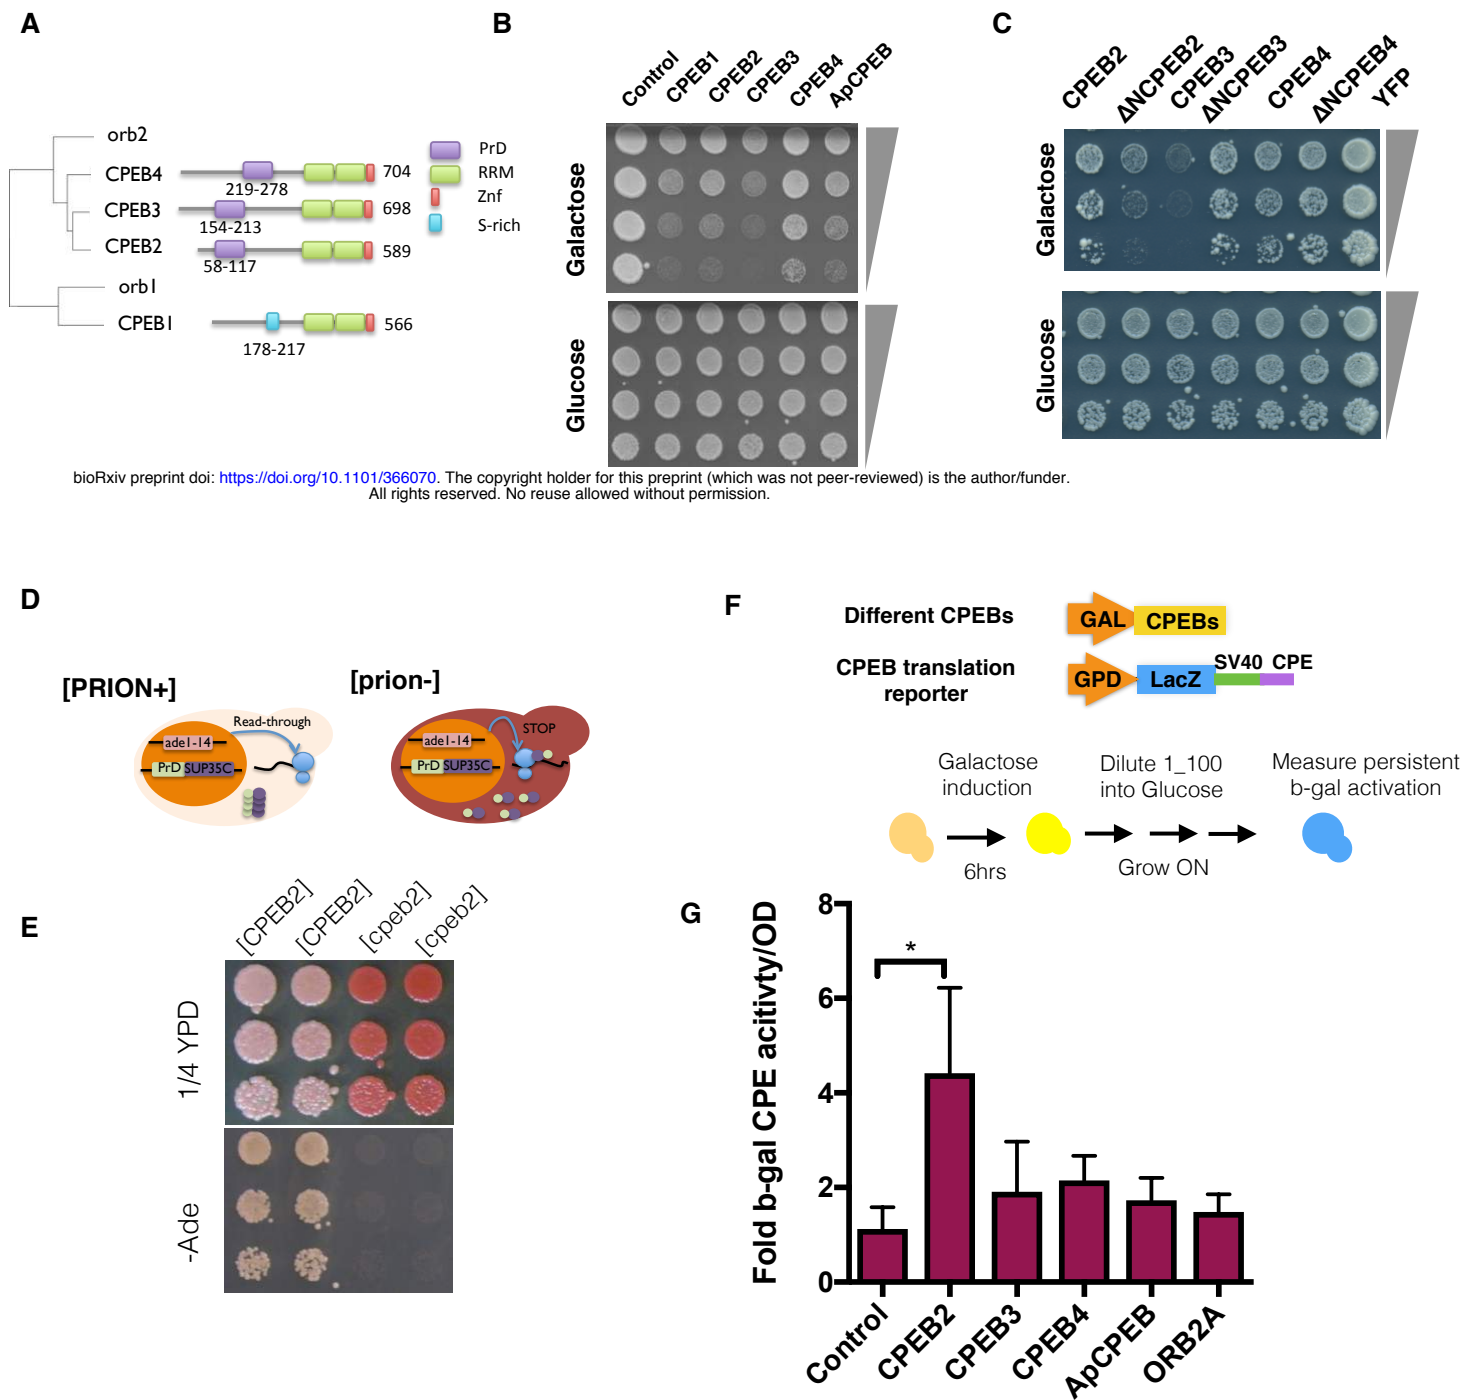 A
orb2
CPEB4
219-278
704
CPEB3
154-213
698
CPEB2
58-117
589
orb1
CPEB1
178-217
566
PrD
RRM
Znf
S-rich
B
Control
CPEB1
CPEB2
CPEB3
CPEB4
ApCPEB
Galactose
Glucose
C
CPEB2
ΔNCPEB2
CPEB3
ΔNCPEB3
CPEB4
ΔNCPEB4
YFP
Galactose
Glucose
bioRxiv preprint doi: https://doi.org/10.1101/366070. The copyright holder for this preprint (which was not peer-reviewed) is the author/funder.
All rights reserved. No reuse allowed without permission.
D
[PRION+]
Read-through
ade1-14
PrD SUP35C
[prion-]
STOP
ade1-14
PrD SUP35C
E
[CPEB2]
[CPEB2]
[cpeb2]
[cpeb2]
1/4 YPD
-Ade
F
Different CPEBs
GAL CPEBs
CPEB translation
reporter
GPD LacZ SV40 CPE
Galactose
induction
6hrs
Dilute 1_100
into Glucose
Grow ON
Measure persistent
b-gal activation
G
Fold b-gal CPE acitivty/OD
8
6
4
2
0
*
Control
CPEB2
CPEB3
CPEB4
ApCPEB
ORB2A